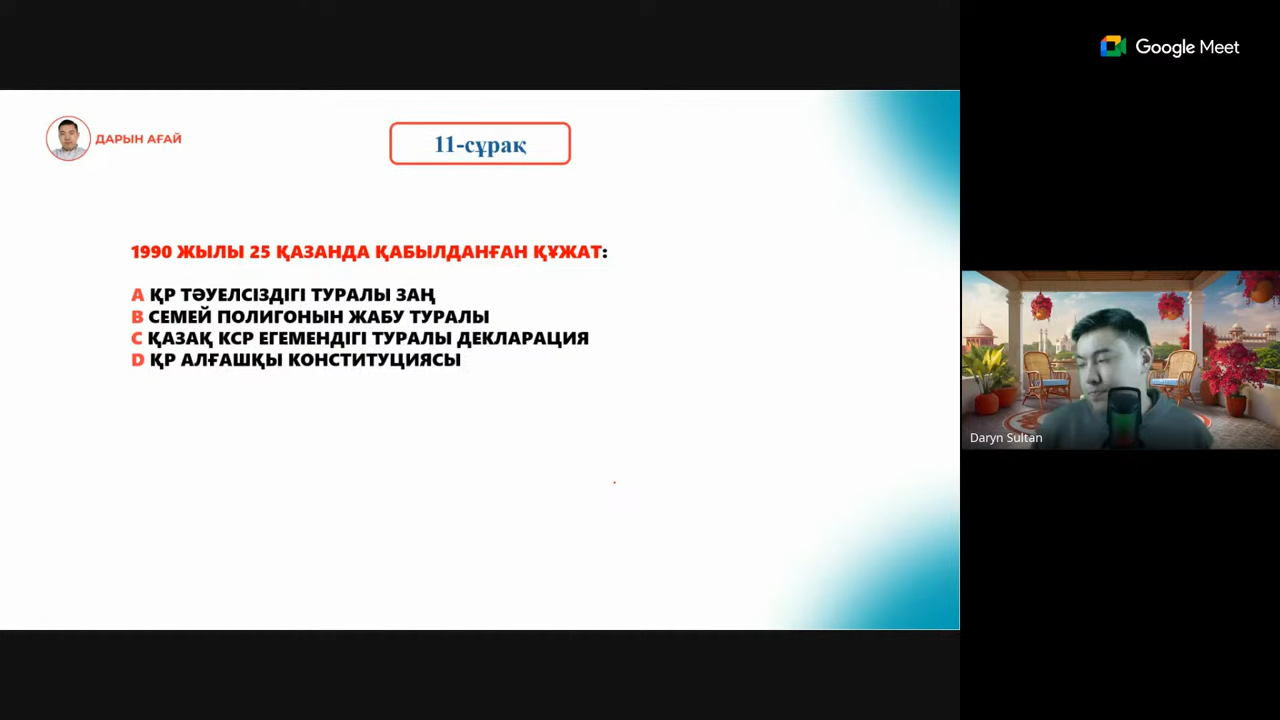 Google Meet
ДАРЫН АҒАЙ
11-сұрақ
1990 ЖЫЛЫ 25 ҚАЗАНДА ҚАБЫЛДАНҒАН ҚҰЖАТ:
A ҚР ТӘУЕЛСІЗДІГІ ТУРАЛЫ ЗАҢ
B СЕМЕЙ ПОЛИГОНЫН ЖАБУ ТУРАЛЫ
C ҚАЗАҚ КСР ЕГЕМЕНДІГІ ТУРАЛЫ ДЕКЛАРАЦИЯ
D ҚР АЛҒАШҚЫ КОНСТИТУЦИЯСЫ
Daryn Sultan